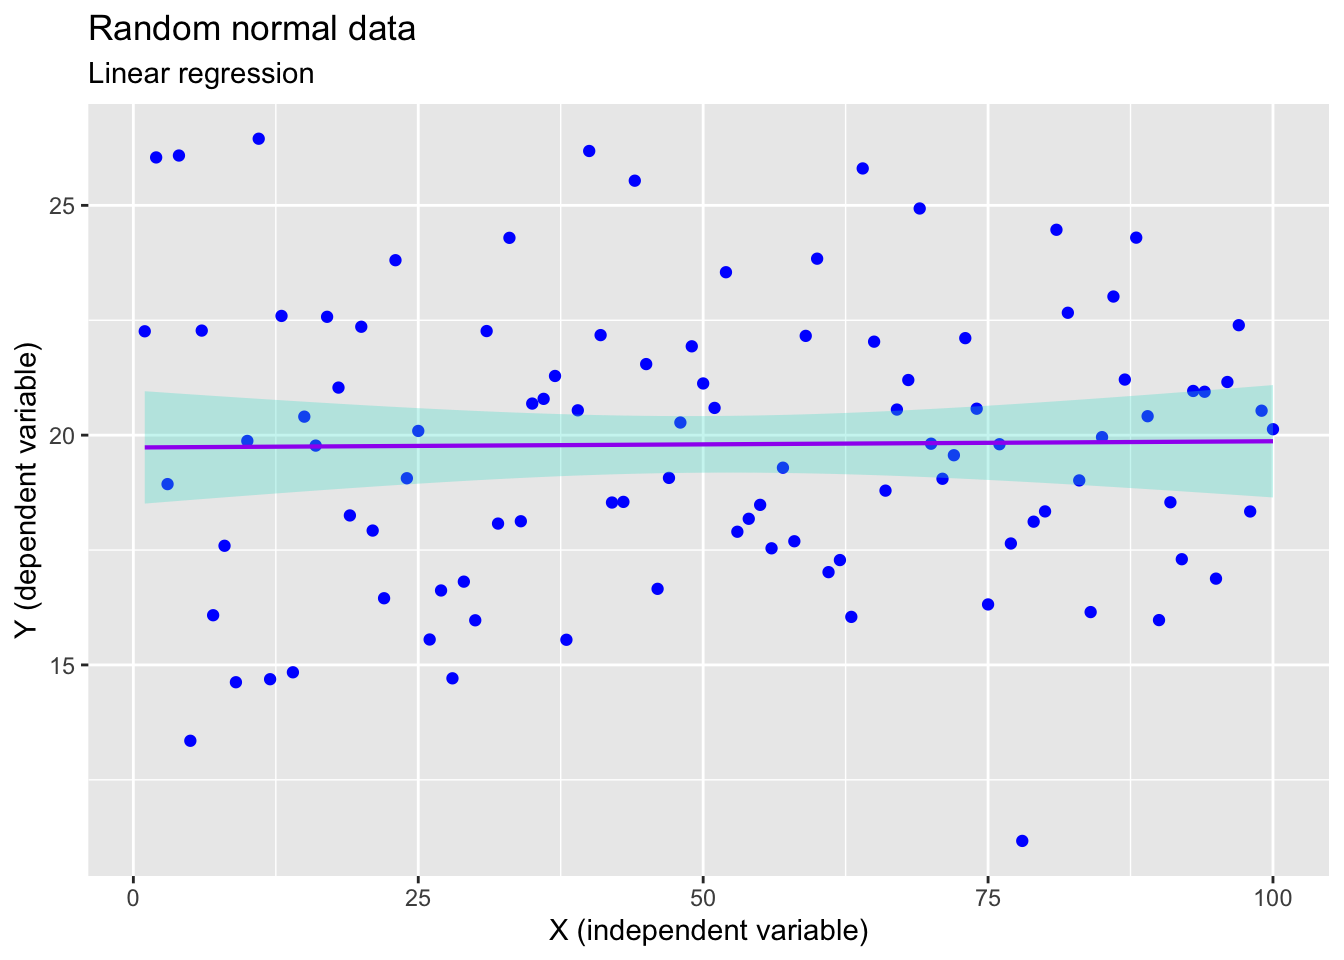 Random normal data
Linear regression
Y (dependent variable)
25
20
15
0
25
50
75
100
X (independent variable)